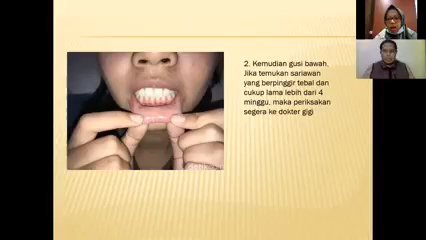 2. Kemudian gusi bawah.
Jika temukan sariawan
yang berpinggir tebal dan
cukup lama lebih dari 4
minggu, maka periksakan
segera ke dokter gigi